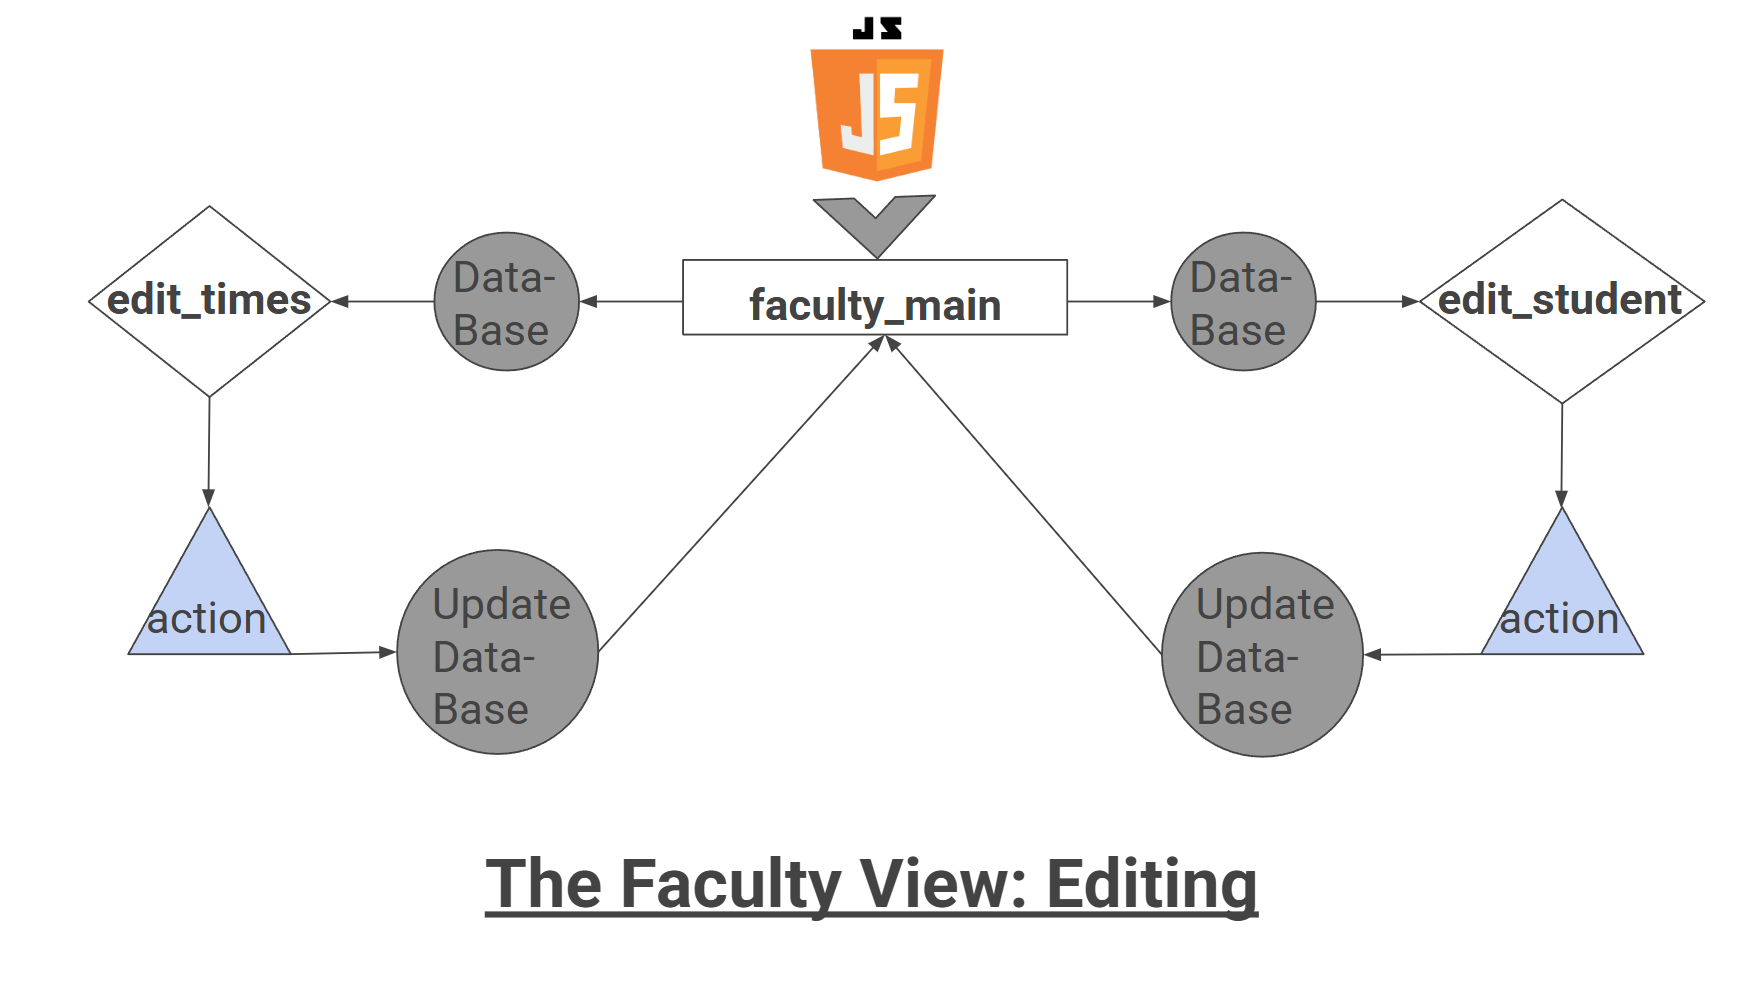 JS
JS
edit_times
Data-
Base
faculty_main
Data-
Base
edit_student
action
Update
Data-
Base
Update
Data-
Base
action
The Faculty View: Editing